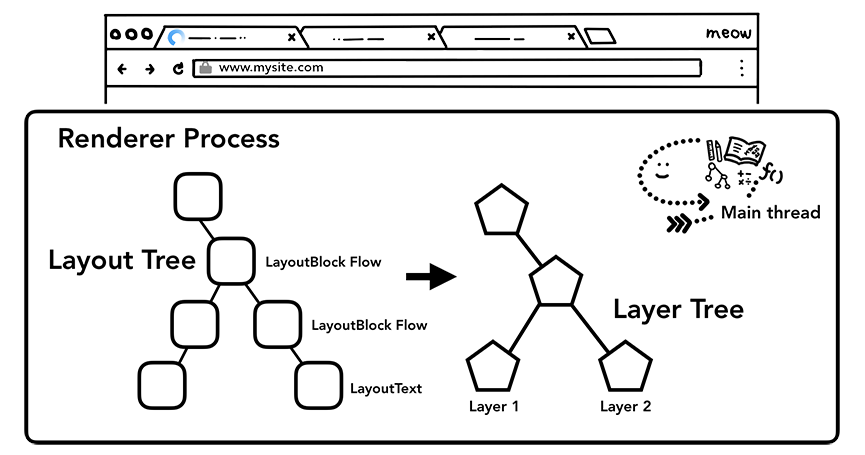 meow
www.mysite.com
Renderer Process
Main thread
Layout Tree
LayoutBlock Flow
LayoutBlock Flow
LayoutText
Layer Tree
Layer 1
Layer 2
+-
×÷
f()